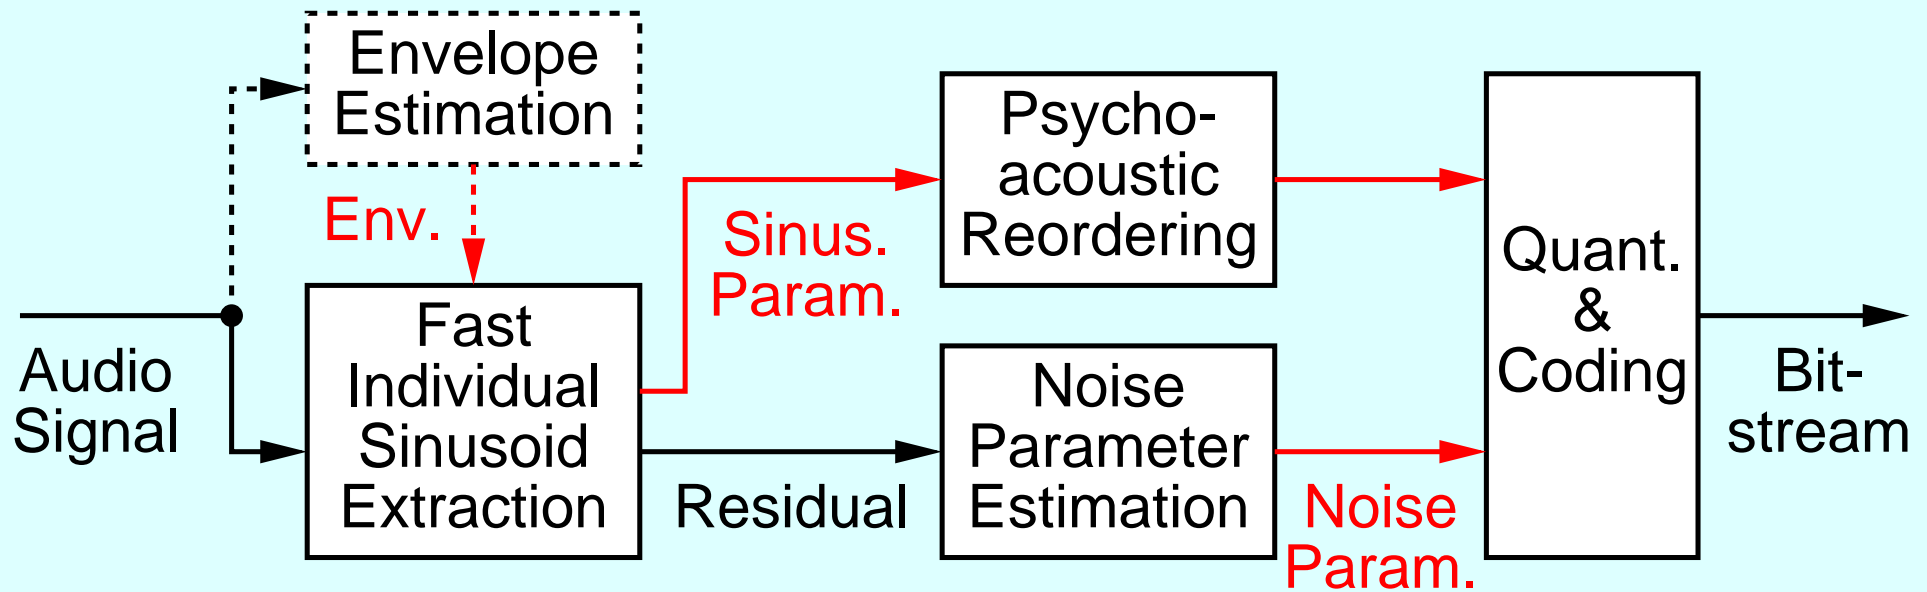 Envelope
Estimation
Env.
Audio
Signal
Fast
Individual
Sinusoid
Extraction
Sinus.
Param.
Residual
Psycho-
acoustic
Reordering
Noise
Parameter
Estimation
Noise
Param.
Quant.
&
Coding
Bit-
stream